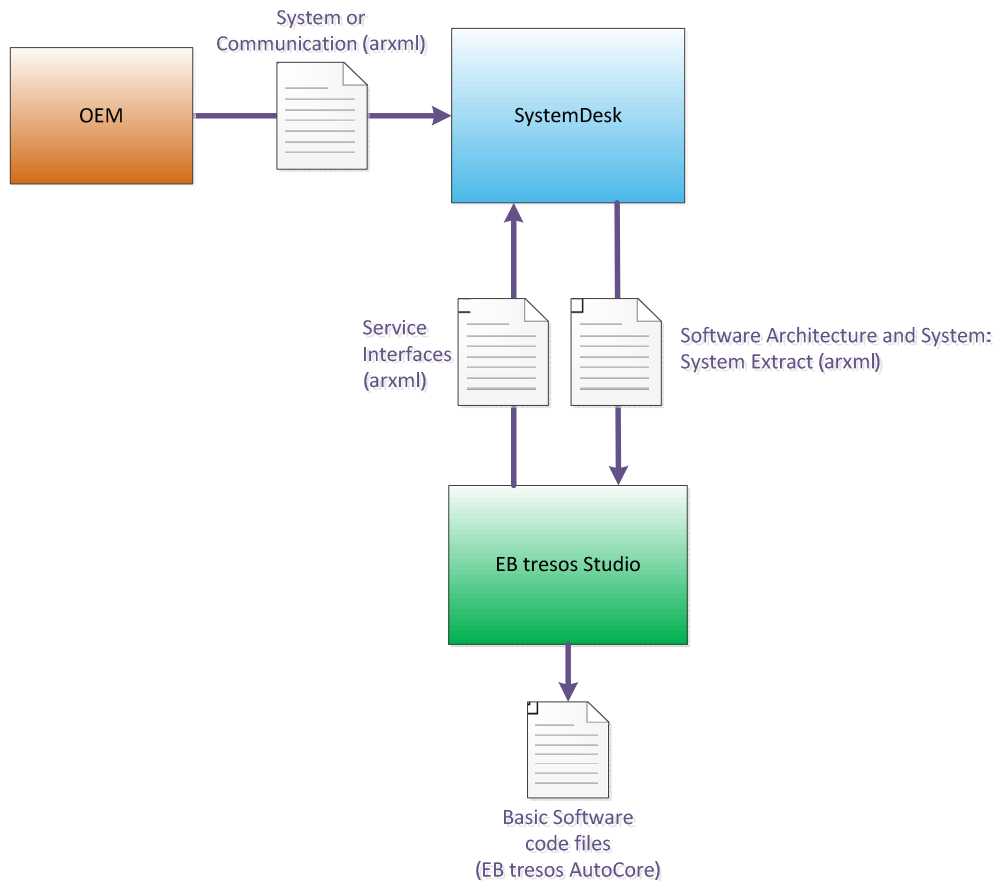 System or
Communication (arxml)
OEM
SystemDesk
Service
Interfaces
(arxml)
Software Architecture and System:
System Extract (arxml)
EB tresos Studio
Basic Software
code files
(EB tresos AutoCore)